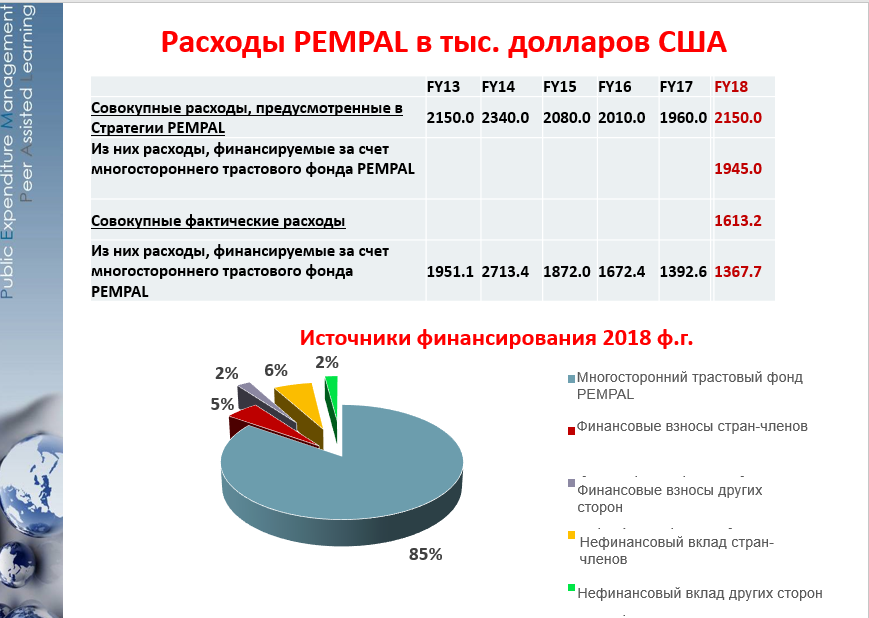 Public Expenditure Management
Peer Assisted Learning
Расходы PEMPAL в тыс. долларов США
FY13 FY14 FY15 FY16 FY17 FY18
Совокупные расходы, предусмотренные в
Стратегии PEMPAL
2150.0 2340.0 2080.0 2010.0 1960.0 2150.0
Из них расходы, финансируемые за счет
многостороннего трастового фонда PEMPAL
1945.0
Совокупные фактические расходы
1613.2
Из них расходы, финансируемые за счет
многостороннего трастового фонда
PEMPAL
1951.1 2713.4 1872.0 1672.4 1392.6 1367.7
Источники финансирования 2018 ф.г.
2%
6%
2%
5%
85%
Многосторонний трастовый фонд
PEMPAL
Финансовые взносы стран-членов
Финансовые взносы других
сторон
Нефинансовый вклад стран-
членов
Нефинансовый вклад других сторон